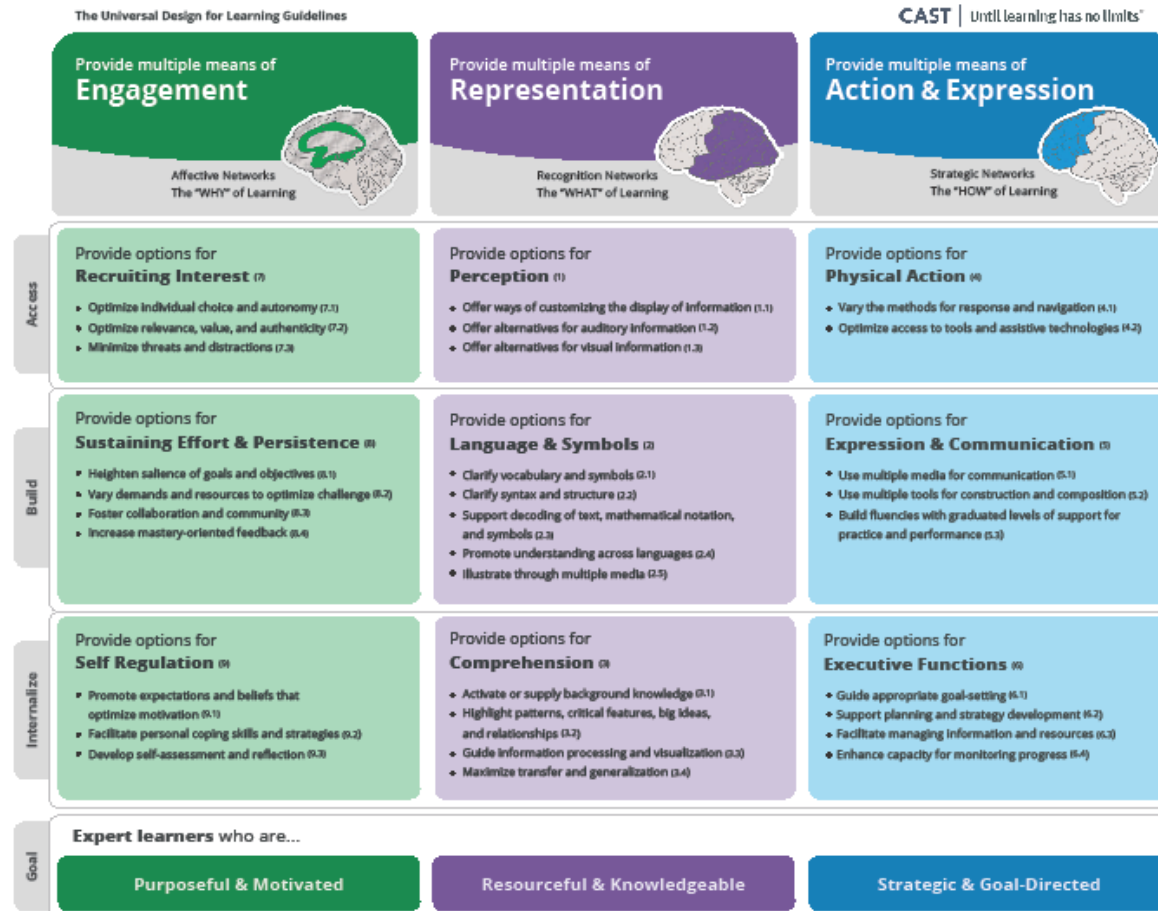 The Universal Design for Learning Guidelines
CAST | Until learning has no limits™
Provide multiple means of
Engagement
Affective Networks
The "WHY" of Learning
Provide multiple means of
Representation
Recognition Networks
The "WHAT" of Learning
Provide multiple means of
Action & Expression
Strategic Networks
The "HOW" of Learning
Access
Provide options for
Recruiting Interest (7)
• Optimize individual choice and autonomy (7.1)
• Optimize relevance, value, and authenticity (7.2)
• Minimize threats and distractions (7.3)
Provide options for
Perception (1)
• Offer ways of customizing the display of information (1.1)
• Offer alternatives for auditory information (1.2)
• Offer alternatives for visual information (1.3)
Provide options for
Physical Action (4)
• Vary the methods for response and navigation (4.1)
• Optimize access to tools and assistive technologies (4.2)
Build
Provide options for
Sustaining Effort & Persistence (8)
• Heighten salience of goals and objectives (8.1)
• Vary demands and resources to optimize challenge (8.2)
• Foster collaboration and community (8.3)
• Increase mastery-oriented feedback (8.4)
Provide options for
Language & Symbols (2)
• Clarify vocabulary and symbols (2.1)
• Clarify syntax and structure (2.2)
• Support decoding of text, mathematical notation,
and symbols (2.3)
• Promote understanding across languages (2.4)
• Illustrate through multiple media (2.5)
Provide options for
Expression & Communication (5)
• Use multiple media for communication (5.1)
• Use multiple tools for construction and composition (5.2)
• Build fluencies with graduated levels of support for
practice and performance (5.3)
Internalize
Provide options for
Self Regulation (9)
• Promote expectations and beliefs that
optimize motivation (9.1)
• Facilitate personal coping skills and strategies (9.2)
• Develop self-assessment and reflection (9.3)
Provide options for
Comprehension (3)
• Activate or supply background knowledge (3.1)
• Highlight patterns, critical features, big ideas,
and relationships (3.2)
• Guide information processing and visualization (3.3)
• Maximize transfer and generalization (3.4)
Provide options for
Executive Functions (6)
• Guide appropriate goal-setting (6.1)
• Support planning and strategy development (6.2)
• Facilitate managing information and resources (6.3)
• Enhance capacity for monitoring progress (6.4)
Goal
Expert learners who are...
Purposeful & Motivated
Resourceful & Knowledgeable
Strategic & Goal-Directed